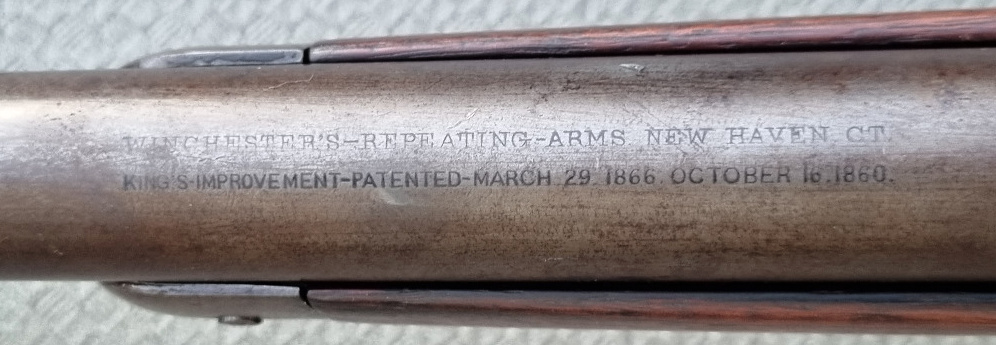 WINCHESTER'S-REPEATING-ARMS NEW HAVEN CT.
KING'S-IMPROVEMENT-PATENTED-MARCH 29 1866. OCTOBER 16.1860.